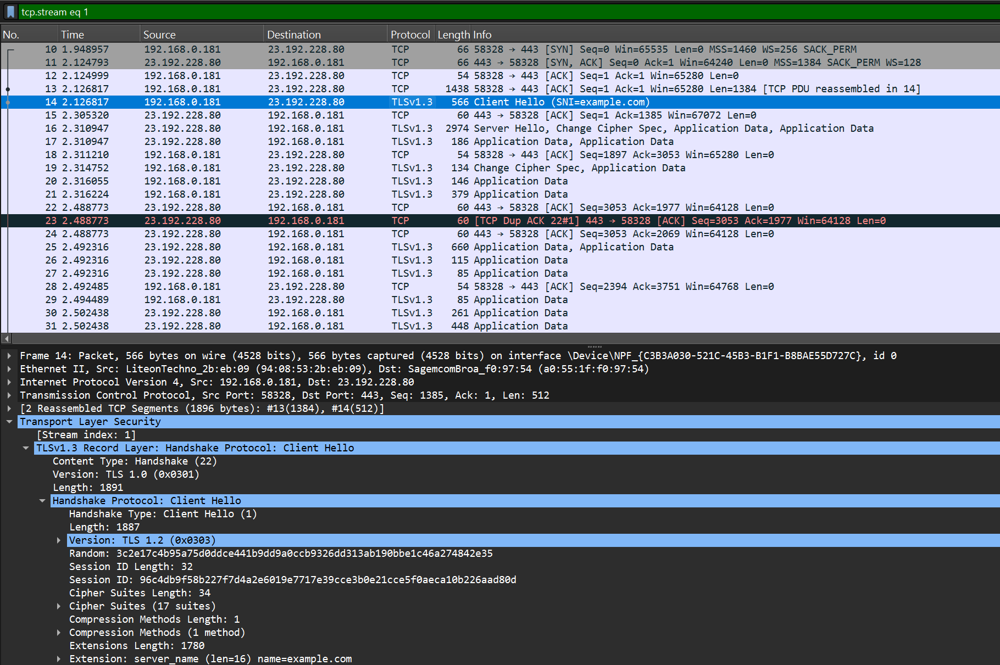 tcp.stream eq 1
No. Time Source Destination Protocol Length Info
10 1.948957 192.168.0.181 23.192.228.80 TCP 66 58328 → 443 [SYN] Seq=0 Win=65535 Len=0 MSS=1460 WS=256 SACK_PERM
11 2.124793 23.192.228.80 192.168.0.181 TCP 66 443 → 58328 [SYN, ACK] Seq=0 Ack=1 Win=64240 Len=0 MSS=1384 SACK_PERM WS=128
12 2.124999 192.168.0.181 23.192.228.80 TCP 54 58328 → 443 [ACK] Seq=1 Ack=1 Win=65280 Len=0
13 2.126817 192.168.0.181 23.192.228.80 TCP 1438 58328 → 443 [ACK] Seq=1 Ack=1 Win=65280 Len=1384 [TCP PDU reassembled in 14]
14 2.126817 192.168.0.181 23.192.228.80 TLSv1.3 566 Client Hello (SNI=example.com)
15 2.305320 23.192.228.80 192.168.0.181 TCP 60 443 → 58328 [ACK] Seq=1 Ack=1385 Win=67072 Len=0
16 2.310947 23.192.228.80 192.168.0.181 TLSv1.3 2974 Server Hello, Change Cipher Spec, Application Data, Application Data
17 2.310947 23.192.228.80 192.168.0.181 TLSv1.3 186 Application Data, Application Data
18 2.311210 192.168.0.181 23.192.228.80 TCP 54 58328 → 443 [ACK] Seq=1897 Ack=3053 Win=65280 Len=0
19 2.314752 192.168.0.181 23.192.228.80 TLSv1.3 134 Change Cipher Spec, Application Data
20 2.316055 192.168.0.181 23.192.228.80 TLSv1.3 146 Application Data
21 2.316224 192.168.0.181 23.192.228.80 TLSv1.3 379 Application Data
22 2.488773 23.192.228.80 192.168.0.181 TCP 60 443 → 58328 [ACK] Seq=3053 Ack=1977 Win=64128 Len=0
23 2.488773 23.192.228.80 192.168.0.181 TCP 60 [TCP Dup ACK 22#1] 443 → 58328 [ACK] Seq=3053 Ack=1977 Win=64128 Len=0
24 2.488773 23.192.228.80 192.168.0.181 TCP 60 443 → 58328 [ACK] Seq=3053 Ack=2069 Win=64128 Len=0
25 2.492316 23.192.228.80 192.168.0.181 TLSv1.3 660 Application Data, Application Data
26 2.492316 23.192.228.80 192.168.0.181 TLSv1.3 115 Application Data
27 2.492316 23.192.228.80 192.168.0.181 TLSv1.3 85 Application Data
28 2.492485 192.168.0.181 23.192.228.80 TCP 54 58328 → 443 [ACK] Seq=2394 Ack=3751 Win=64768 Len=0
29 2.494489 192.168.0.181 23.192.228.80 TLSv1.3 85 Application Data
30 2.502438 23.192.228.80 192.168.0.181 TLSv1.3 261 Application Data
31 2.502438 23.192.228.80 192.168.0.181 TLSv1.3 448 Application Data
Frame 14: Packet, 566 bytes on wire (4528 bits), 566 bytes captured (4528 bits) on interface \Device\NPF_{C3B3A030-521C-45B3-B1F1-B8BAE55D727C}, id 0
Ethernet II, Src: LiteonTechno_2b:eb:09 (94:08:53:2b:eb:09), Dst: SagemcomBroa_f0:97:54 (a0:55:1f:f0:97:54)
Internet Protocol Version 4, Src: 192.168.0.181, Dst: 23.192.228.80
Transmission Control Protocol, Src Port: 58328, Dst Port: 443, Seq: 1385, Ack: 1, Len: 512
[2 Reassembled TCP Segments (1896 bytes): #13(1384), #14(512)]
Transport Layer Security
[Stream index: 1]
TLSv1.3 Record Layer: Handshake Protocol: Client Hello
Content Type: Handshake (22)
Version: TLS 1.0 (0x0301)
Length: 1891
Handshake Protocol: Client Hello
Handshake Type: Client Hello (1)
Length: 1887
Version: TLS 1.2 (0x0303)
Random: 3c2e17c4b95a75d0ddce441b9dd9a0ccb9326dd313ab190bbe1c46a274842e35
Session ID Length: 32
Session ID: 96c4db9f58b227f7d4a2e6019e7717e39cce3b0e21cce5f0aeca10b226aad80d
Cipher Suites Length: 34
Cipher Suites (17 suites)
Compression Methods Length: 1
Compression Methods (1 method)
Extensions Length: 1780
Extension: server_name (len=16) name=example.com